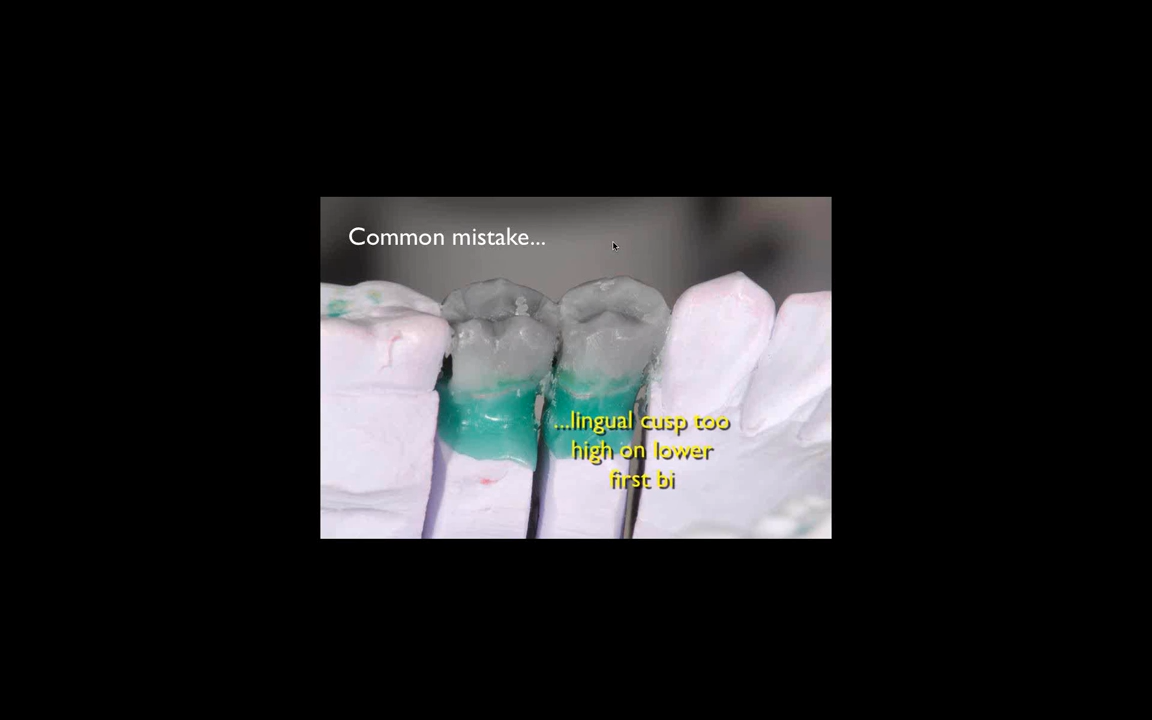 Common mistake...
...lingual cusp too
high on lower
first bi